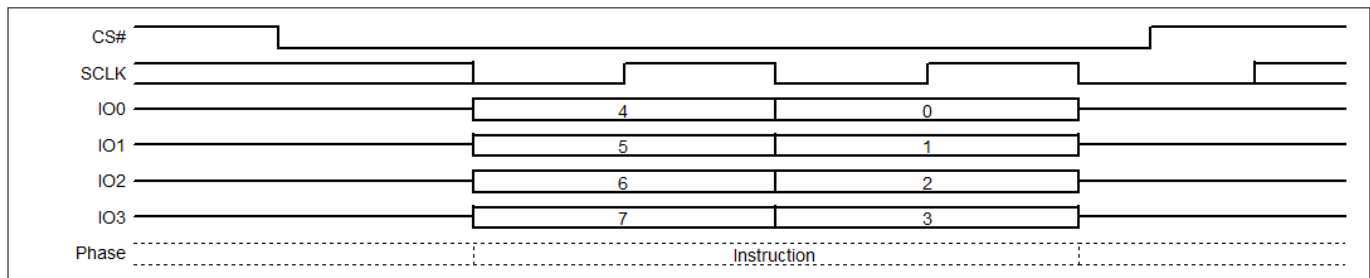 CS#
SCLK
IO0 4 0
IO1 5 1
IO2 6 2
IO3 7 3
Phase Instruction